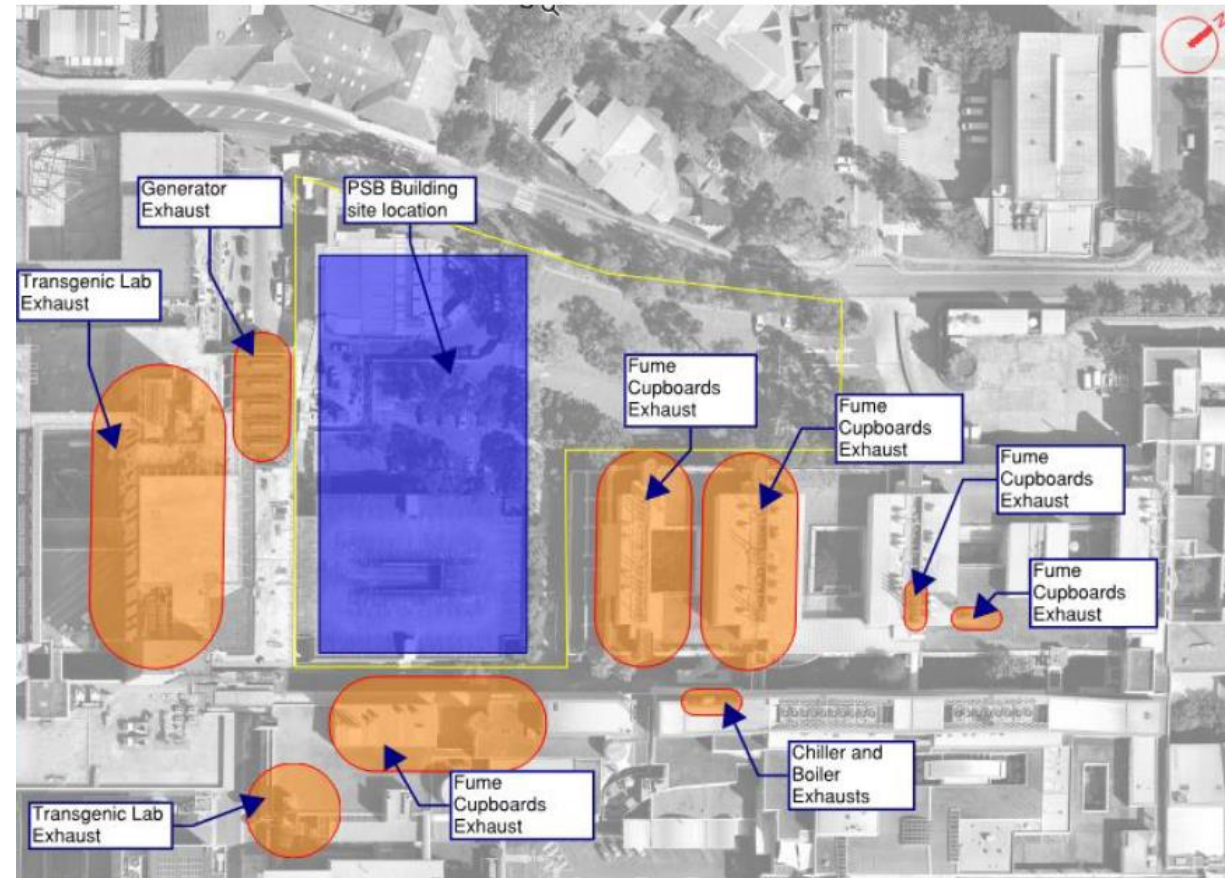 N
Generator
Exhaust
PSB Building
site location
Transgenic Lab
Exhaust
Fume
Cupboards
Exhaust
Fume
Cupboards
Exhaust
Fume
Cupboards
Exhaust
Fume
Cupboards
Exhaust
Chiller and
Boiler
Exhausts
Fume
Cupboards
Exhaust
Transgenic Lab
Exhaust